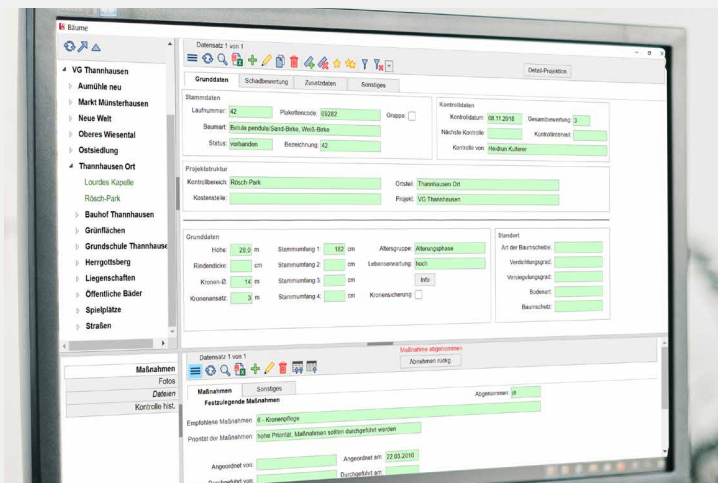 Bäume
VG Thannhausen
Aumühle neu
Markt Münsterhausen
Neue Welt
Oberes Wiesental
Ostsiedlung
Thannhausen Ort
Lourdes Kapelle
Rösch-Park
Bauhof Thannhausen
Grünflächen
Grundschule Thannhause
Herrgottsberg
Liegenschaften
Öffentliche Bäder
Spielplätze
Straßen
Maßnahmen
Fotos
Dateien
Kontrolle hist.
Datensatz 1 von 1
Detail-Projektion
Grunddaten Schadbewertung Zusatzdaten Sonstiges
Stammdaten
Laufnummer: 42 Plakettencode: 69282 Gruppe:
Baumart: Betula pendula/Sand-Birke, Weiß-Birke
Status: vorhanden Bezeichnung: 42
Kontrolldaten
Kontrolldatum: 08.11.2018 Gesamtbewertung: 3
Nächste Kontrolle: Kontrollintervall:
Kontrolle von: Heidrun Kutterer
Projektstruktur
Kontrollbereich: Rösch-Park Ortsteil: Thannhausen Ort
Kostenstelle: Projekt: VG Thannhausen
Grunddaten
Höhe: 28,0 m Stammumfang 1: 182 cm Altersgruppe: Alterungsphase
Rindendicke: cm Stammumfang 2: cm Lebenserwartung: hoch
Kronen-Ø: 14 m Stammumfang 3: cm Info
Kronenansatz: 3 m Stammumfang 4: cm Kronensicherung:
Standort
Art der Baumscheibe:
Verdichtungsgrad:
Versiegelungsgrad:
Bodenart:
Baumschutz:
Datensatz 1 von 1
Maßnahme abgenommen
Abnehmen rückg.
Maßnahmen Sonstiges
Festzulegende Maßnahmen
Abgenommen:
Empfohlene Maßnahmen: 6 - Kronenpflege
Priorität der Maßnahmen: hohe Priorität, Maßnahmen sollten durchgeführt werden
Angeordnet von: Angeordnet am: 22.03.2010
Durchgeführt von: Durchgeführt am: